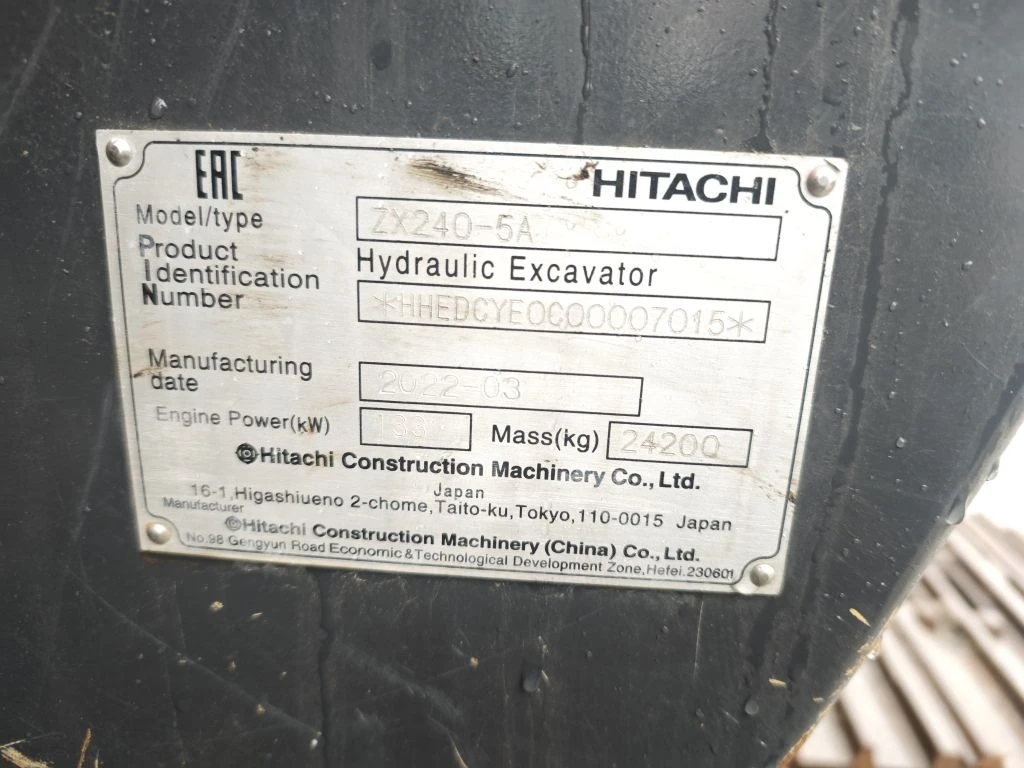 EAC
HITACHI
Model/type ZX240-5A
Product
Identification Hydraulic Excavator
Number *HHEDCYE0C00007015*
Manufacturing
date 2022-03
Engine Power(kW) 133 Mass(kg) 24200
Hitachi Construction Machinery Co., Ltd.
Japan
16-1,Higashiueno 2-chome,Taito-ku,Tokyo,110-0015 Japan
Manufacturer
Hitachi Construction Machinery (China) Co., Ltd.
No.98 Gengyun Road Economic & Technological Development Zone,Hefei.230601